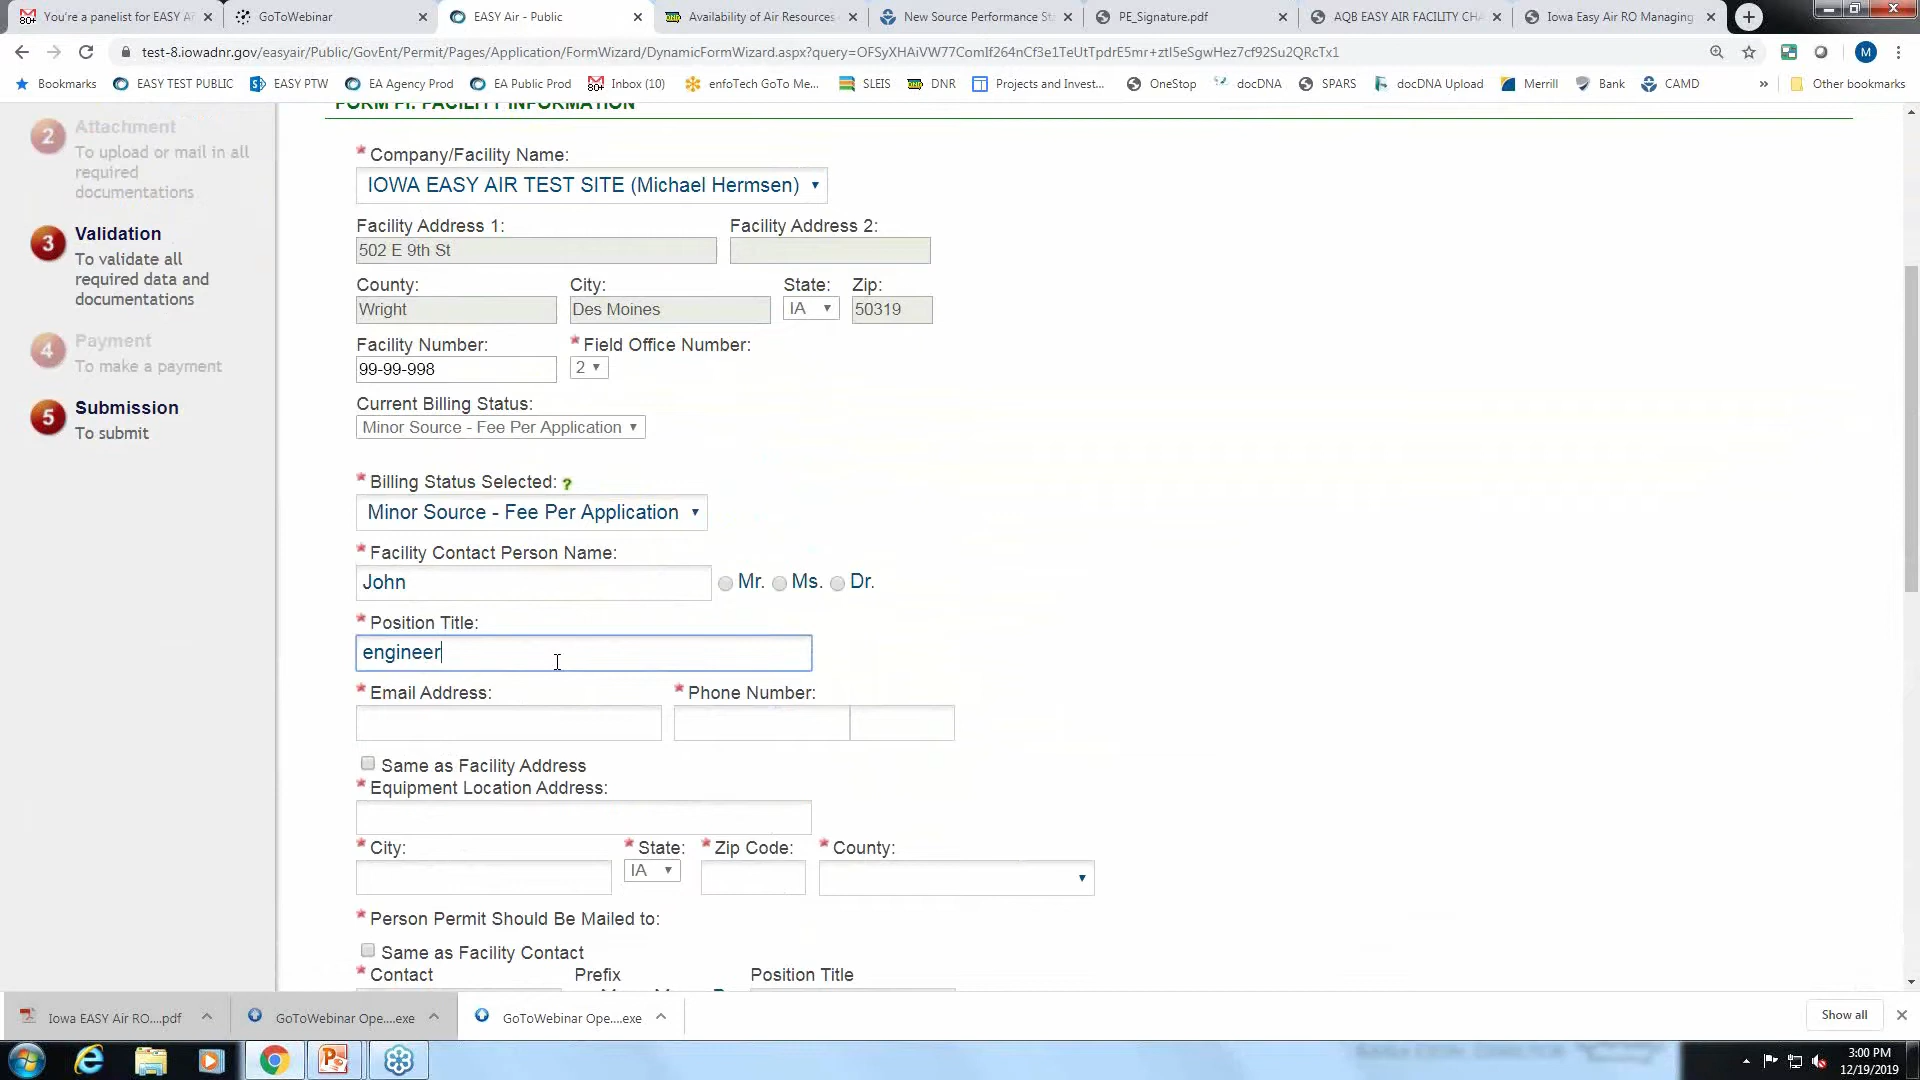 You're a panelist for EASY A
GoToWebinar
EASY Air - Public
Availability of Air Resources
New Source Performance Sta
PE_Signature.pdf
AQB EASY AIR FACILITY CHA
Iowa Easy Air RO Managing
test-8.iowadnr.gov/easyair/Public/GovEnt/Permit/Pages/Application/FormWizard/DynamicFormWizard.aspx?query=OFSyXHAiVW77ComIf264nCf3e1TeUtTpdrE5mr+ztI5eSgwHez7cf92Su2QRcTx1
M
Bookmarks
EASY TEST PUBLIC
EASY PTW
EA Agency Prod
EA Public Prod
Inbox (10)
enfoTech GoTo Me...
SLEIS
DNR
Projects and Invest...
OneStop
docDNA
SPARS
docDNA Upload
Merrill
Bank
CAMD
»
Other bookmarks
FORM FI: FACILITY INFORMATION
2 Attachment
To upload or mail in all
required
documentations
3 Validation
To validate all
required data and
documentations
4 Payment
To make a payment
5 Submission
To submit
* Company/Facility Name:
IOWA EASY AIR TEST SITE (Michael Hermsen)
Facility Address 1: Facility Address 2:
502 E 9th St
County: City: State: Zip:
Wright Des Moines IA 50319
Facility Number: * Field Office Number:
99-99-998 2
Current Billing Status:
Minor Source - Fee Per Application
* Billing Status Selected: ?
Minor Source - Fee Per Application
* Facility Contact Person Name:
John Mr. Ms. Dr.
* Position Title:
engineer
* Email Address: * Phone Number:
Same as Facility Address
* Equipment Location Address:
* City: * State: * Zip Code: * County:
IA
* Person Permit Should Be Mailed to:
Same as Facility Contact
* Contact Prefix Position Title
Iowa EASY Air RO....pdf
GoToWebinar Ope....exe
GoToWebinar Ope....exe
Show all
3:00 PM
12/19/2019